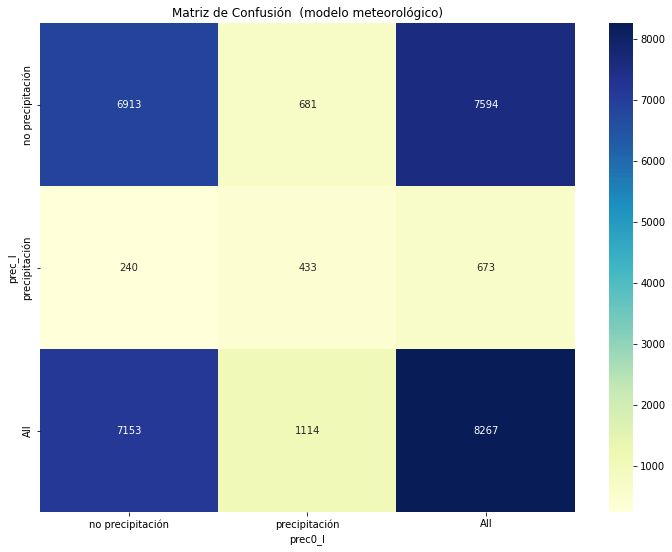 Matriz de Confusión  (modelo meteorológico)
no precipitación
6913
681
7594
prec_l
precipitación
240
433
673
All
7153
1114
8267
no precipitación
precipitación
All
prec0_l
8000
7000
6000
5000
4000
3000
2000
1000